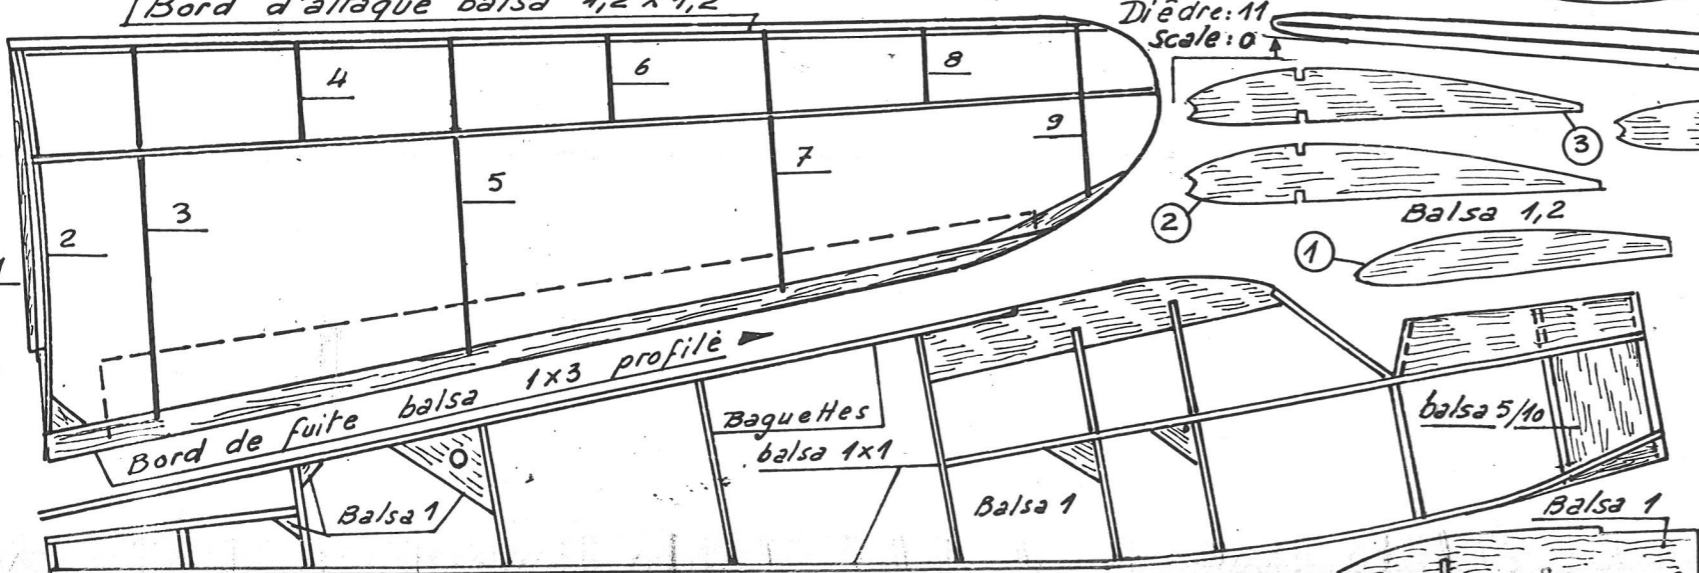 Bord d'attaque balsa 1,2 x 1,2
Dièdre: 11
scale: 0
4
6
8
9
3
7
5
3
2
2
Balsa 1,2
1
Bord de fuite balsa 1x3 profilé
Baguettes
balsa 1x1
balsa 5/10
Balsa 1
Balsa 1
Balsa 1